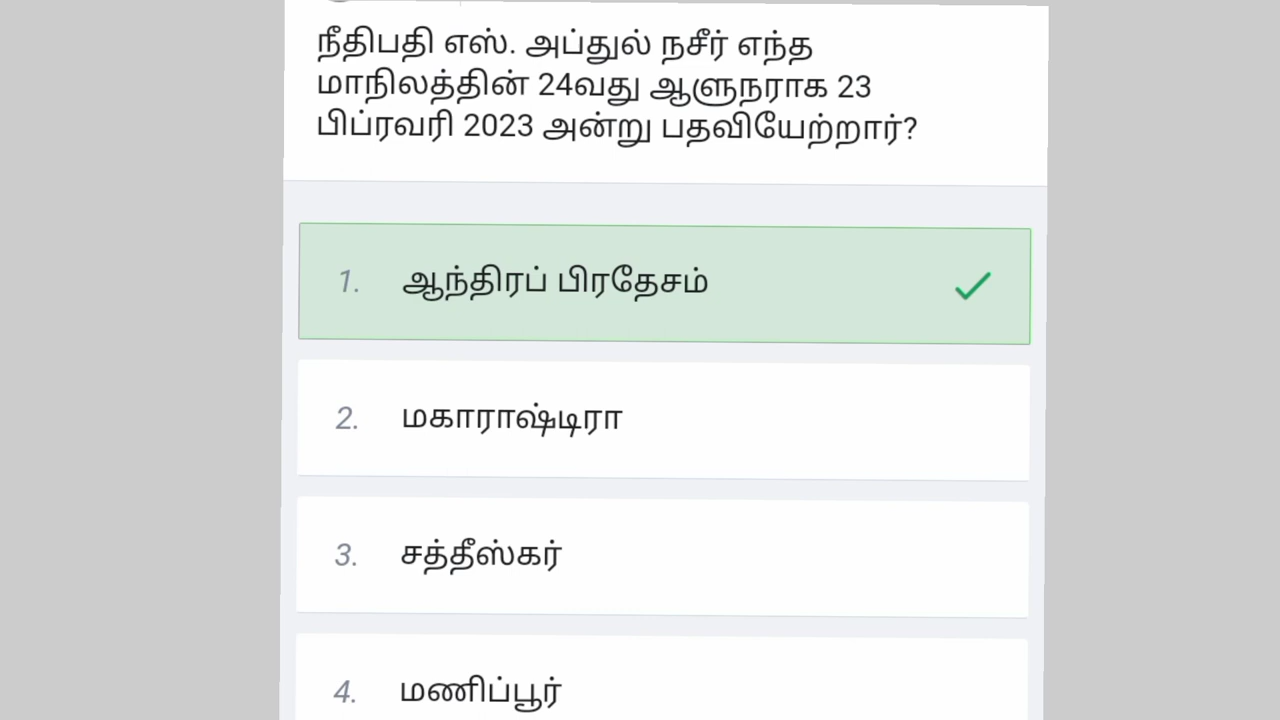 நீதிபதி எஸ். அப்துல் நசீர் எந்த
மாநிலத்தின் 24வது ஆளுநராக 23
பிப்ரவரி 2023 அன்று பதவியேற்றார்?
1. ஆந்திரப் பிரதேசம்
2. மகாராஷ்டிரா
3. சத்தீஸ்கர்
4. மணிப்பூர்